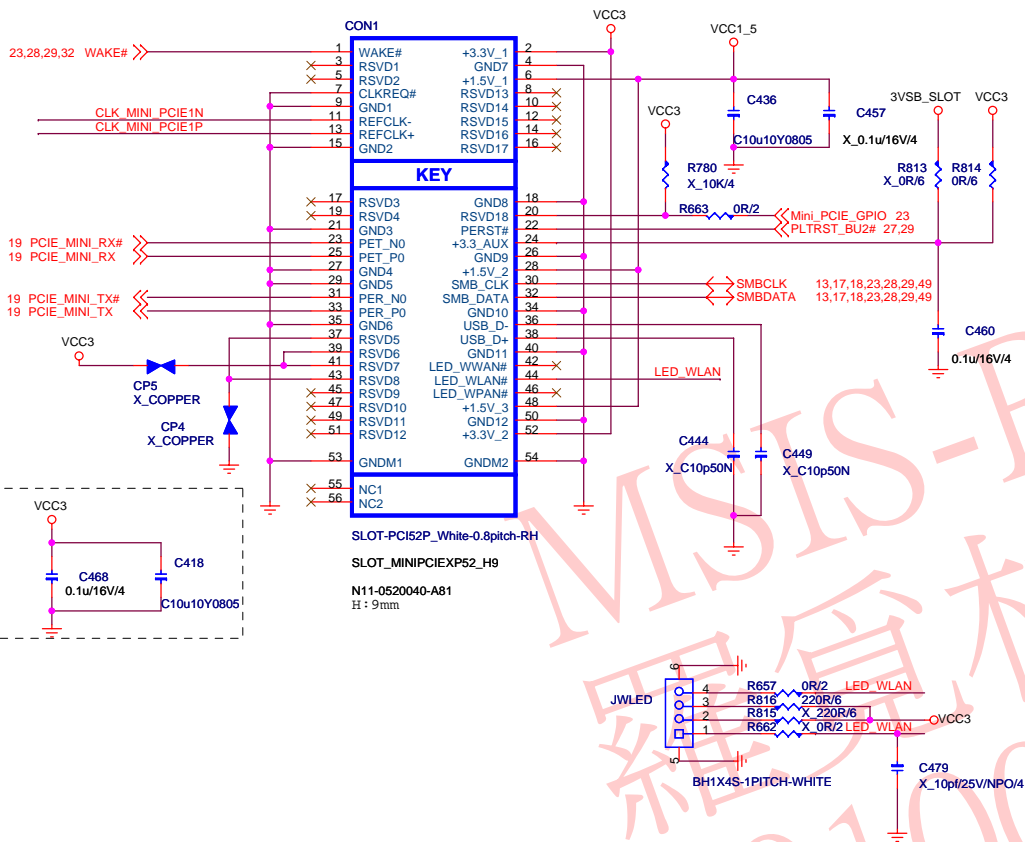 CON1
23,28,29,32 WAKE#
1 WAKE# +3.3V_1 2
3 RSVD1 GND7 4
5 RSVD2 +1.5V_1 6
7 CLKREQ# RSVD13 8
9 GND1 RSVD14 10
CLK_MINI_PCIE1N 11 REFCLK- RSVD15 12
CLK_MINI_PCIE1P 13 REFCLK+ RSVD16 14
15 GND2 RSVD17 16
KEY
17 RSVD3 GND8 18
19 RSVD4 RSVD18 20
21 GND3 PERST# 22
19 PCIE_MINI_RX# 23 PET_N0 +3.3_AUX 24
19 PCIE_MINI_RX 25 PET_P0 GND9 26
27 GND4 +1.5V_2 28
29 GND5 SMB_CLK 30
19 PCIE_MINI_TX# 31 PER_N0 SMB_DATA 32
19 PCIE_MINI_TX 33 PER_P0 GND10 34
35 GND6 USB_D- 36
37 RSVD5 USB_D+ 38
39 RSVD6 GND11 40
41 RSVD7 LED_WWAN# 42
43 RSVD8 LED_WLAN# 44
45 RSVD9 LED_WPAN# 46
47 RSVD10 +1.5V_3 48
49 RSVD11 GND12 50
51 RSVD12 +3.3V_2 52
53 GNDM1 GNDM2 54
55 NC1
56 NC2
SLOT-PCI52P_White-0.8pitch-RH
SLOT_MINIPCIEXP52_H9
N11-0520040-A81
H:9mm
VCC3
CP5
X_COPPER
CP4
X_COPPER
VCC3
C468
0.1u/16V/4
C418
C10u10Y0805
VCC3
VCC1_5
C436
C10u10Y0805
C457
X_0.1u/16V/4
VCC3
R780
X_10K/4
R663 0R/2
Mini_PCIE_GPIO 23
PLTRST_BU2# 27,29
3VSB_SLOT
VCC3
R813
X_0R/6
R814
0R/6
SMBCLK 13,17,18,23,28,29,49
SMBDATA 13,17,18,23,28,29,49
C460
0.1u/16V/4
LED_WLAN
C444
X_C10p50N
C449
X_C10p50N
MSIS-
羅
JWLED
6
4 R657 0R/2 LED_WLAN
3 R816 220R/6
2 R815 X_220R/6 VCC3
1 R662 X_0R/2 LED_WLAN
5
BH1X4S-1PITCH-WHITE
C479
X_10pf/25V/NPO/4